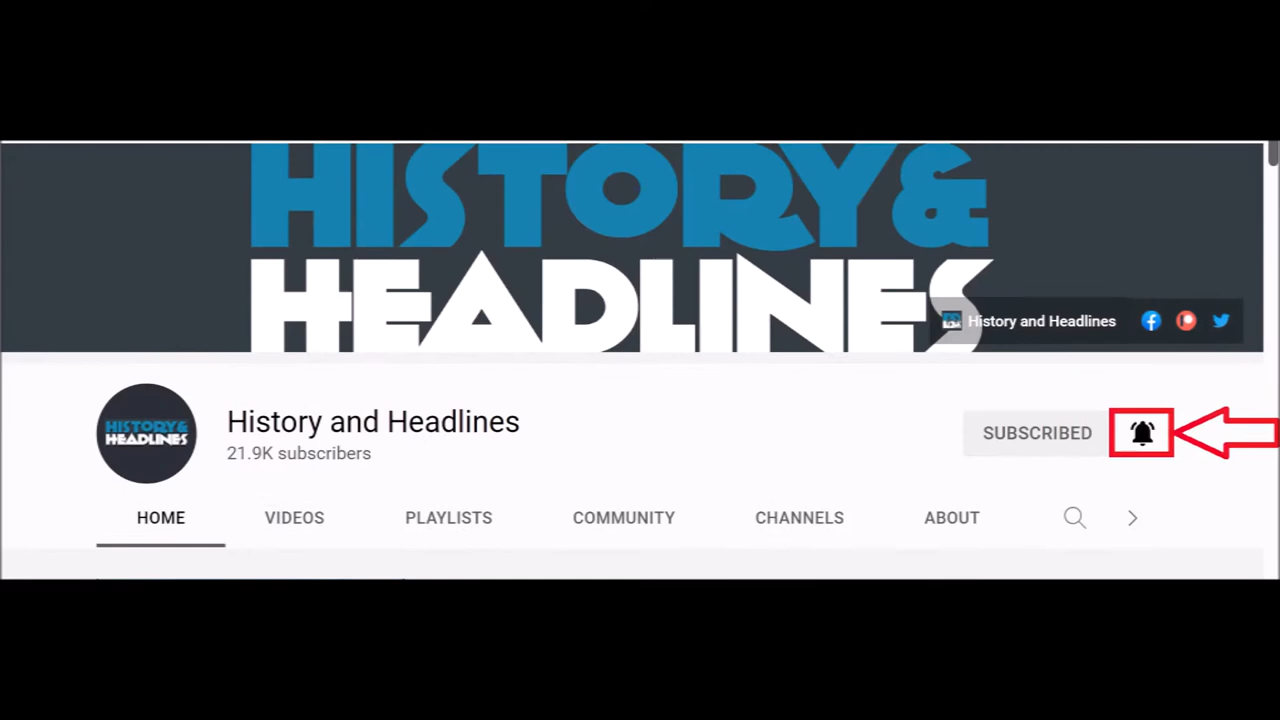 HISTORY&
HEADLINES
History and Headlines
HISTORY&
HEADLINES
History and Headlines
21.9K subscribers
SUBSCRIBED
HOME VIDEOS PLAYLISTS COMMUNITY CHANNELS ABOUT